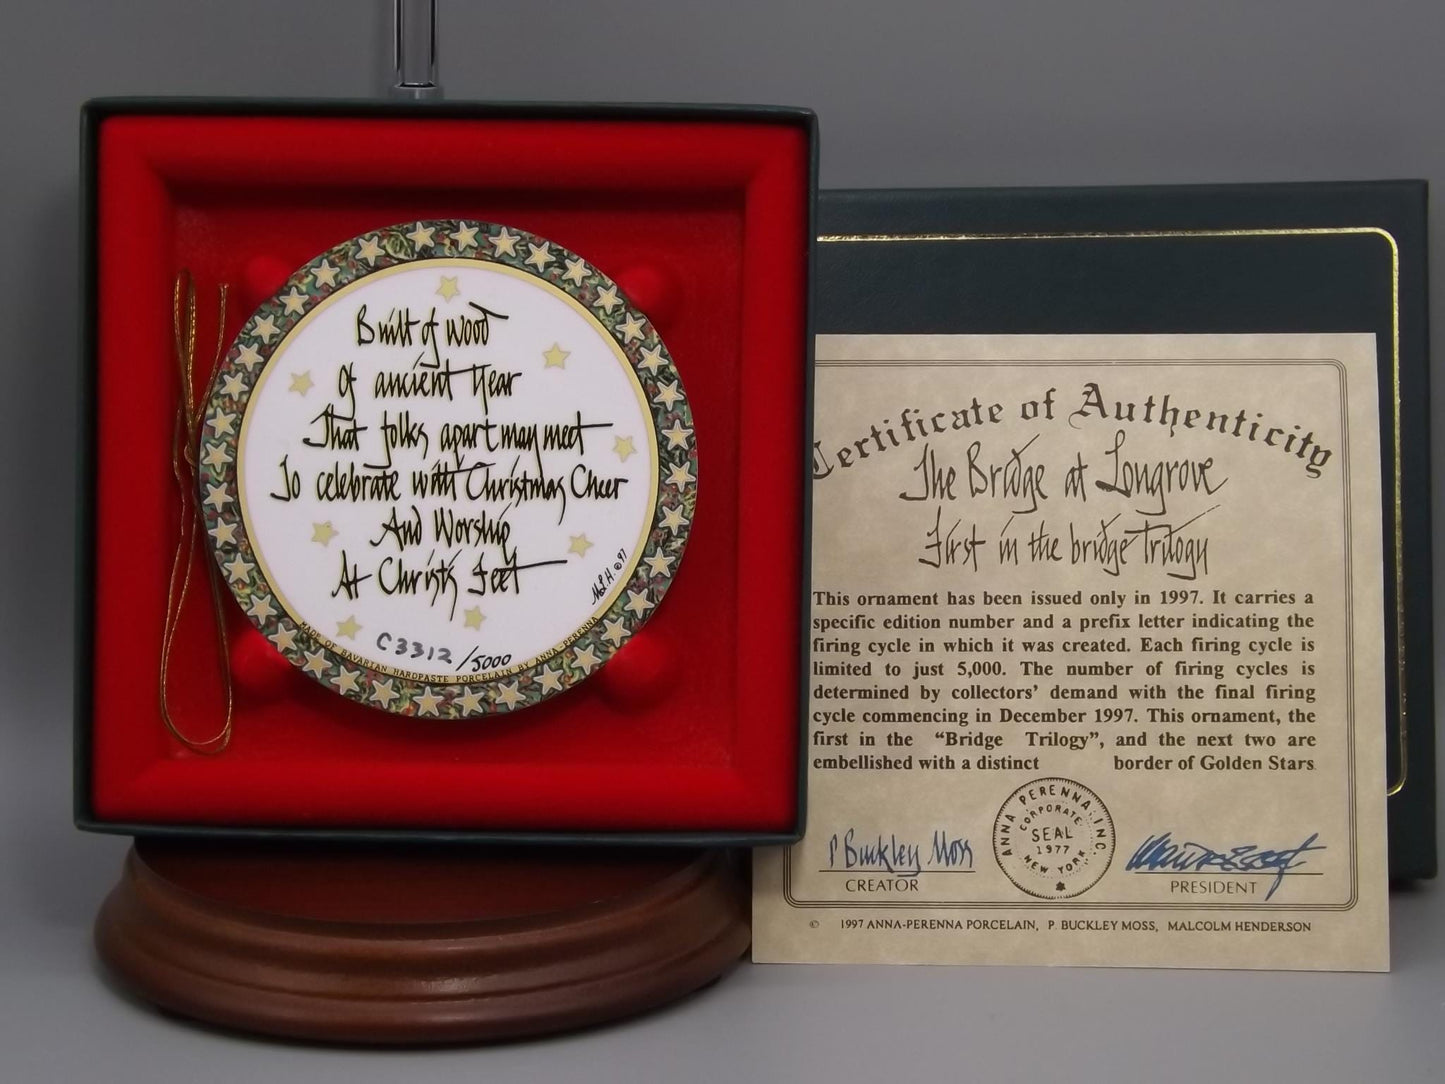 Built of wood
Of ancient Year
That folks apart may meet
To celebrate with Christmas Cheer
And Worship
At Christ's Feet
M.L.H. ©97
C3312/5000
MADE OF BAVARIAN HARDPASTE PORCELAIN BY ANNA-PERENNA
Certificate of Authenticity
The Bridge at Longrove
First in the bridge Trilogy
This ornament has been issued only in 1997. It carries a
specific edition number and a prefix letter indicating the
firing cycle in which it was created. Each firing cycle is
limited to just 5,000. The number of firing cycles is
determined by collectors' demand with the final firing
cycle commencing in December 1997. This ornament, the
first in the "Bridge Trilogy", and the next two are
embellished with a distinct border of Golden Stars
ANNA PERENNA, INC.
CORPORATE
SEAL
1977
NEW YORK
P Buckley Moss
CREATOR
PRESIDENT
© 1997 ANNA-PERENNA PORCELAIN, P. BUCKLEY MOSS, MALCOLM HENDERSON